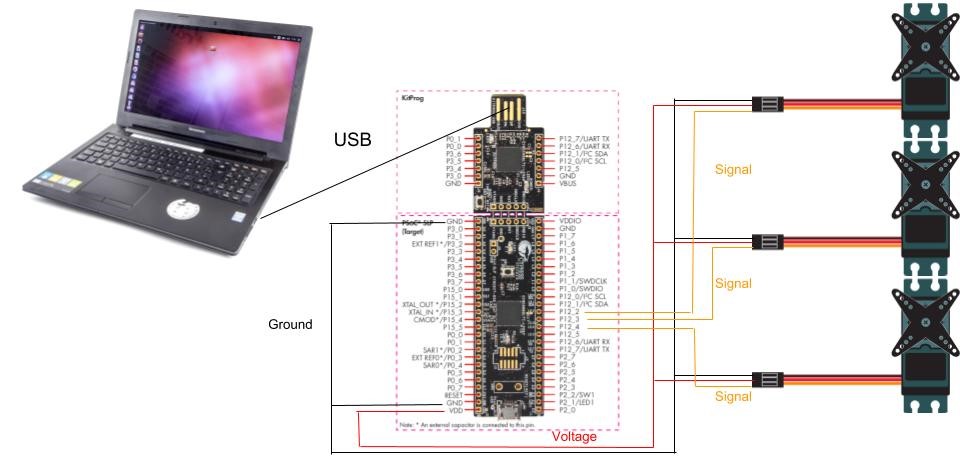 KitProg
USB
P0_1
P0_0
P3_6
P3_5
P3_4
P3_0
GND
P12_7/UART TX
P12_6/UART RX
P12_1/I²C SDA
P12_0/I²C SCL
P12_5
GND
VBUS
PSoC® 5LP
(Target)
GND
P3_0
P3_1
EXT REF1*/P3_2
P3_3
P3_4
P3_5
P3_6
P3_7
P15_0
P15_1
XTAL_OUT */P15_2
XTAL_IN */P15_3
CMOD*/P15_4
P15_5
P0_0
P0_1
SAR1*/P0_2
EXT REF0*/P0_3
SAR0*/P0_4
P0_5
P0_6
P0_7
RESET
GND
VDD
VDDIO
GND
P1_7
P1_6
P1_5
P1_4
P1_3
P1_2
P1_1/SWDCLK
P1_0/SWDIO
P12_0/I²C SCL
P12_1/I²C SDA
P12_2
P12_3
P12_4
P12_5
P12_6/UART RX
P12_7/UART TX
P2_7
P2_6
P2_5
P2_4
P2_3
P2_2/SW1
P2_1/LED1
P2_0
Note: * An external capacitor is connected to this pin.
Ground
Voltage
Signal
Signal
Signal